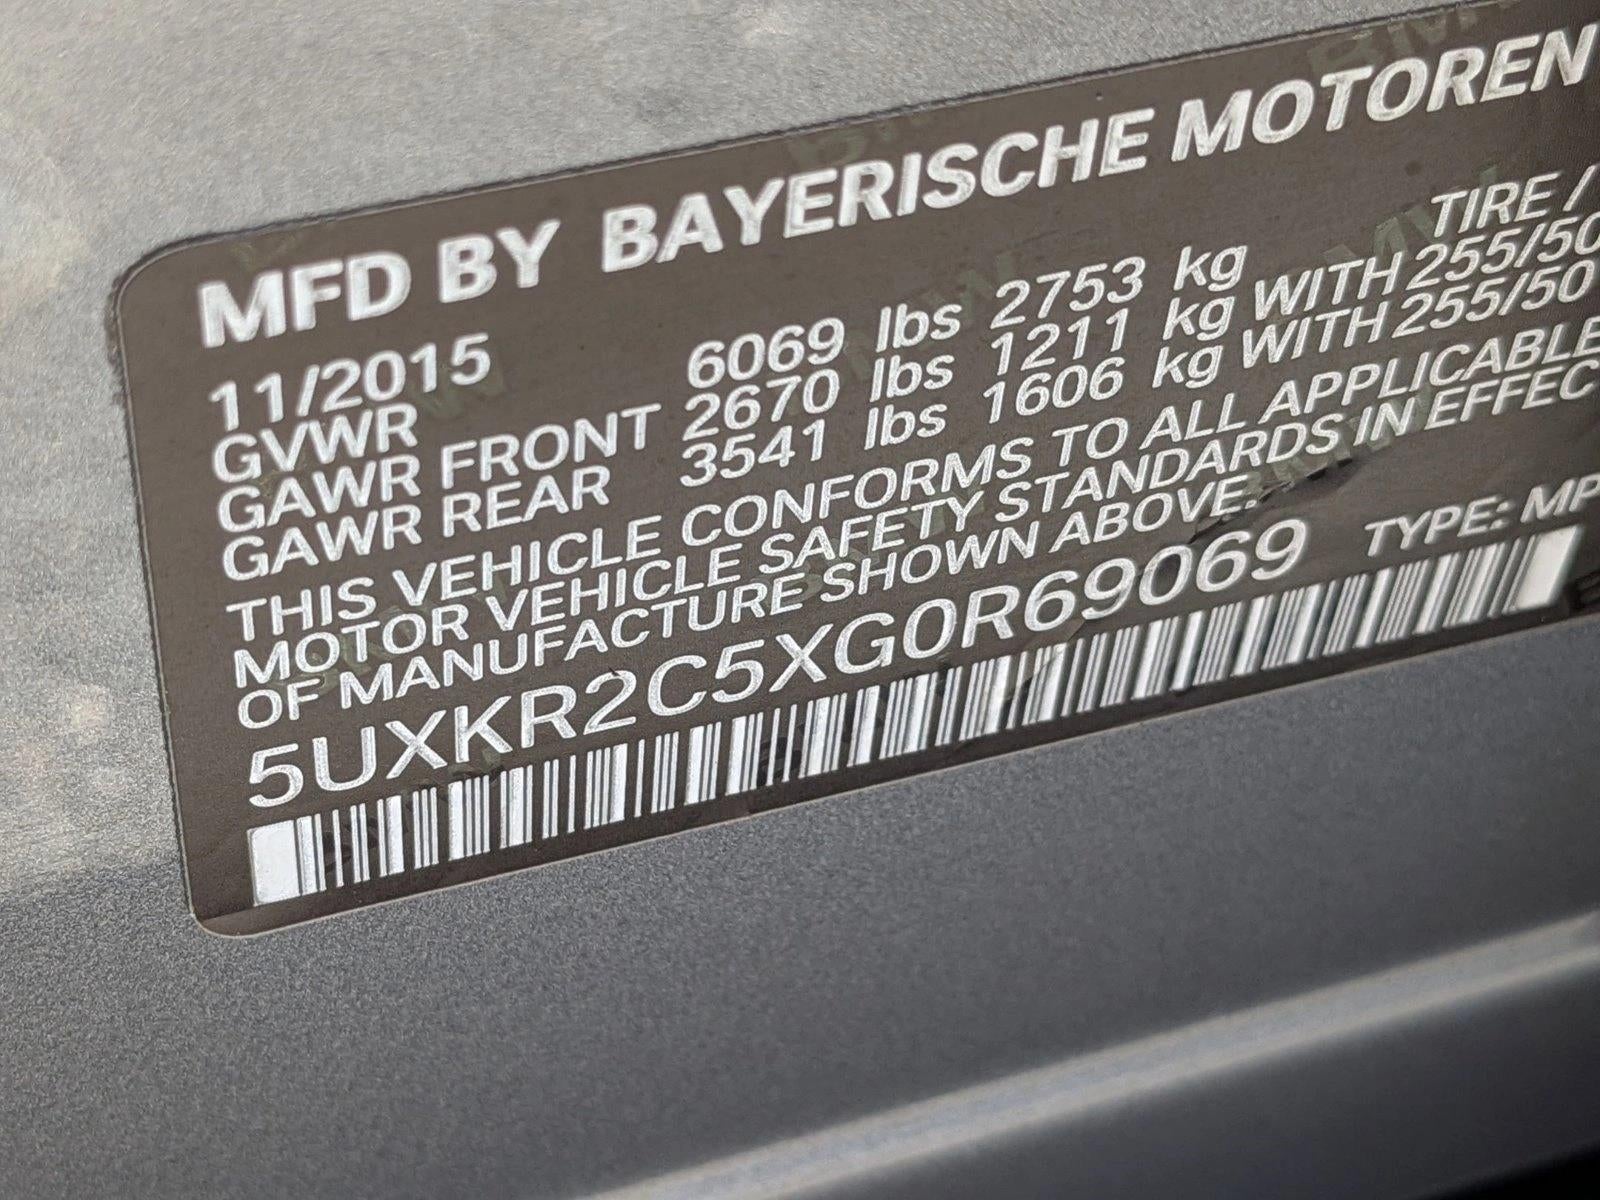 MFD BY BAYERISCHE MOTOREN
11/2015
GVWR 6069 lbs 2753 kg TIRE /
GAWR FRONT 2670 lbs 1211 kg WITH 255/50
GAWR REAR 3541 lbs 1606 kg WITH 255/50
THIS VEHICLE CONFORMS TO ALL APPLICABLE
MOTOR VEHICLE SAFETY STANDARDS IN EFFEC
OF MANUFACTURE SHOWN ABOVE.
5UXKR2C5XG0R69069 TYPE: MP